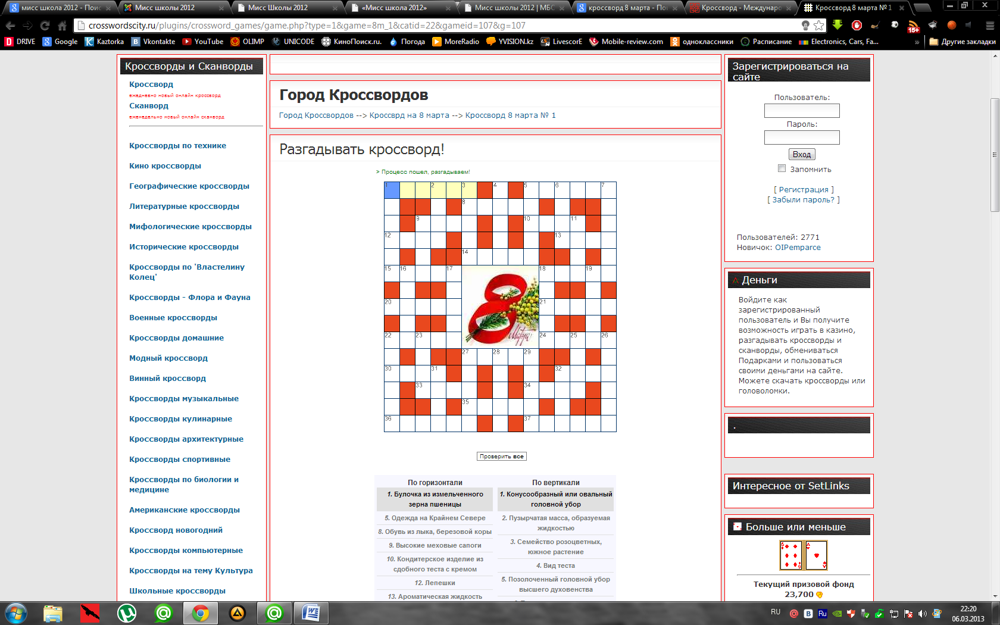 мисс школа 2012 - Поис
Мисс школы 2012
Мисс Школы 2012
«Мисс школа 2012»
Мисс школы 2012 | МБС
кроссворд 8 марта - Пои
Кроссворд - Междунаро
Кроссворд 8 марта № 1
crosswordscity.ru/plugins/crossword_games/game.php?type=1&game=8m_1&catid=22&gameid=107&g=107
15+
DRIVE Google Kaztorka Vkontakte YouTube OLIMP UNICODE КиноПоиск.ru. Погода MoreRadio YVISION.kz LivescorE Mobile-review.com одноклассники Расписание Electronics, Cars, Fa... » Другие закладки
Кроссворды и Сканворды
Кроссворд
ежедневно новый онлайн кроссворд
Сканворд
еженедельно новый онлайн сканворд
Кроссворды по технике
Кино кроссворды
Географические кроссворды
Литературные кроссворды
Мифологические кроссворды
Исторические кроссворды
Кроссворды по 'Властелину
Колец'
Кроссворды - Флора и Фауна
Военные кроссворды
Кроссворды домашние
Модный кроссворд
Винный кроссворд
Кроссворды музыкальные
Кроссворды кулинарные
Кроссворды архитектурные
Кроссворды спортивные
Кроссворды по биологии и
медицине
Американские кроссворды
Кроссворд новогодний
Кроссворды компьютерные
Кроссворды на тему Культура
Школьные кроссворды
Город Кроссвордов
Город Кроссвордов --> Кроссврд на 8 марта --> Кроссворд 8 марта № 1
Разгадывать кроссворд!
> Процесс пошел, разгадываем!
1 2 3 4 5 6 7
8
9 10 11
12 13
14
15 16 17 18 19
20 21
22 23 24 25 26
27 28 29
30 31 32
33 34
35
36 37
8 Марта!
Проверить все
По горизонтали
1. Булочка из измельченного
зерна пшеницы
5. Одежда на Крайнем Севере
8. Обувь из лыка, березовой коры
9. Высокие меховые сапоги
10. Кондитерское изделие из
сдобного теста с кремом
12. Лепешки
13. Ароматическая жидкость
По вертикали
1. Конусообразный или овальный
головной убор
2. Пузырчатая масса, образуемая
жидкостью
3. Семейство розоцветных,
южное растение
4. Вид теста
5. Позолоченный головной убор
высшего духовенства
Зарегистрироваться на
сайте
Пользователь:
Пароль:
Вход
Запомнить
[ Регистрация ]
[ Забыли пароль? ]
Пользователей: 2771
Новичок: OIPemparce
Деньги
Войдите как
зарегистрированный
пользователь и Вы получите
возможность играть в казино,
разгадывать кроссворды и
сканворды, обмениваться
Подарками и пользоваться
своими деньгами на сайте.
Можете скачать кроссворды или
головоломки.
.
Интересное от SetLinks
Больше или меньше
6 A
Текущий призовой фонд
23,700
RU
22:20
06.03.2013